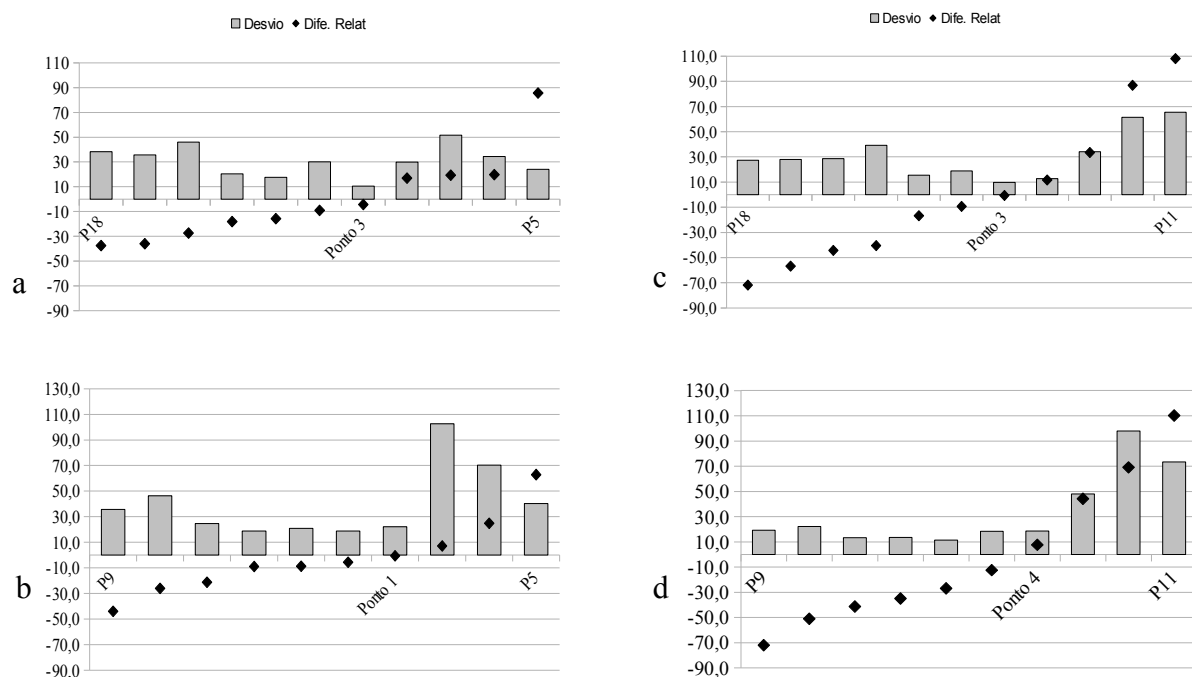 Desvio Dife. Relat
110
90
70
50
30
10
-10
-30
-50
-70
-90
P18
Ponto 3
P5
a
Desvio Dife. Relat
110,0
90,0
70,0
50,0
30,0
10,0
-10,0
-30,0
-50,0
-70,0
-90,0
P18
Ponto 3
P11
c
130,0
110,0
90,0
70,0
50,0
30,0
10,0
-10,0
-30,0
-50,0
-70,0
-90,0
P9
Ponto 1
P5
b
130,0
110,0
90,0
70,0
50,0
30,0
10,0
-10,0
-30,0
-50,0
-70,0
-90,0
P9
Ponto 4
P11
d